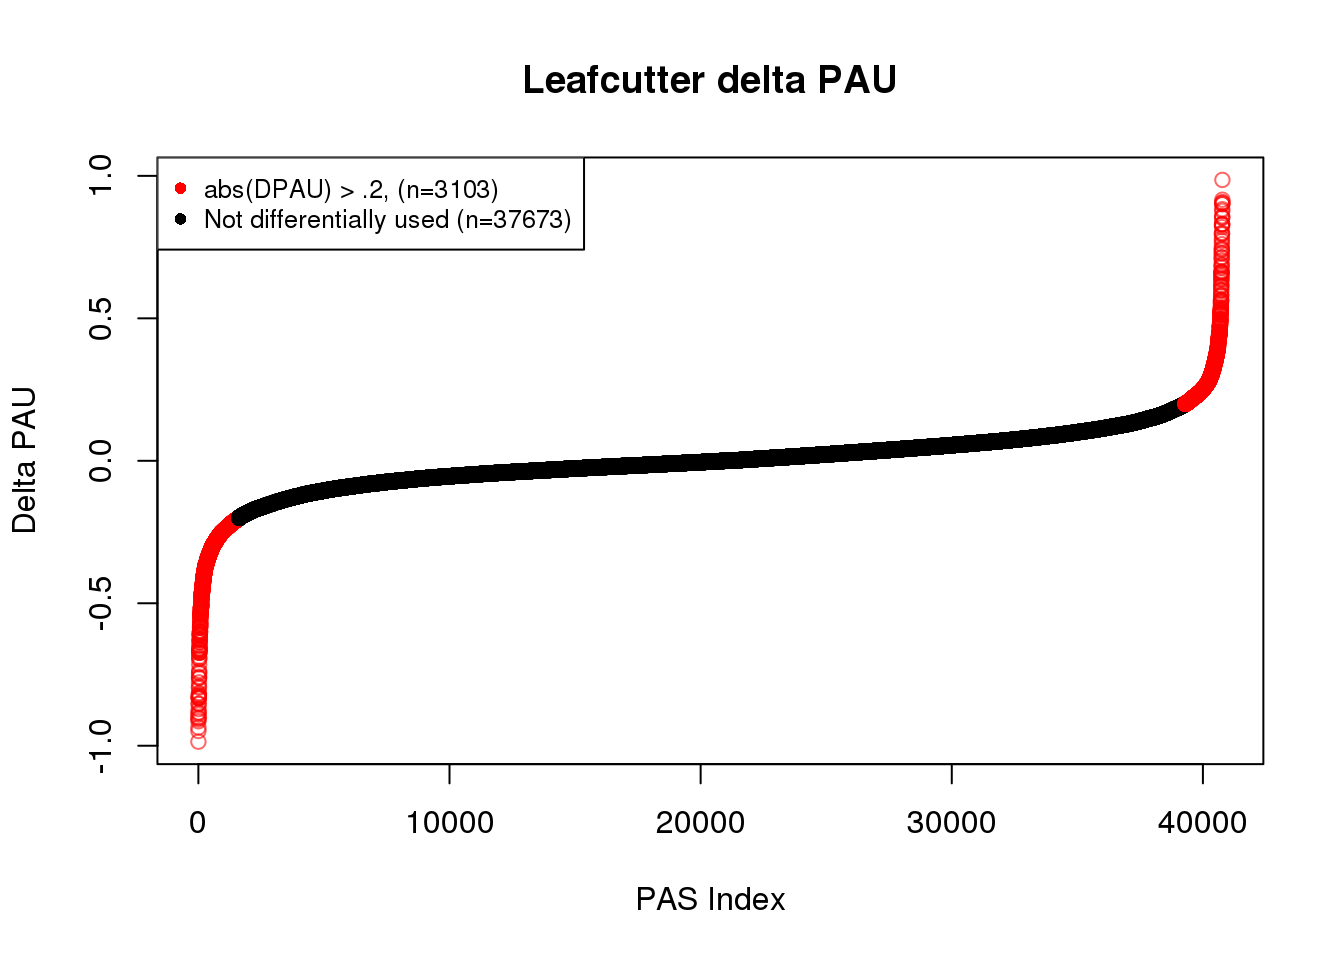 Leafcutter delta PAU
abs(DPAU) > .2, (n=3103)
Not differentially used (n=37673)
1.0
0.5
0.0
-0.5
-1.0
Delta PAU
0 10000 20000 30000 40000
PAS Index